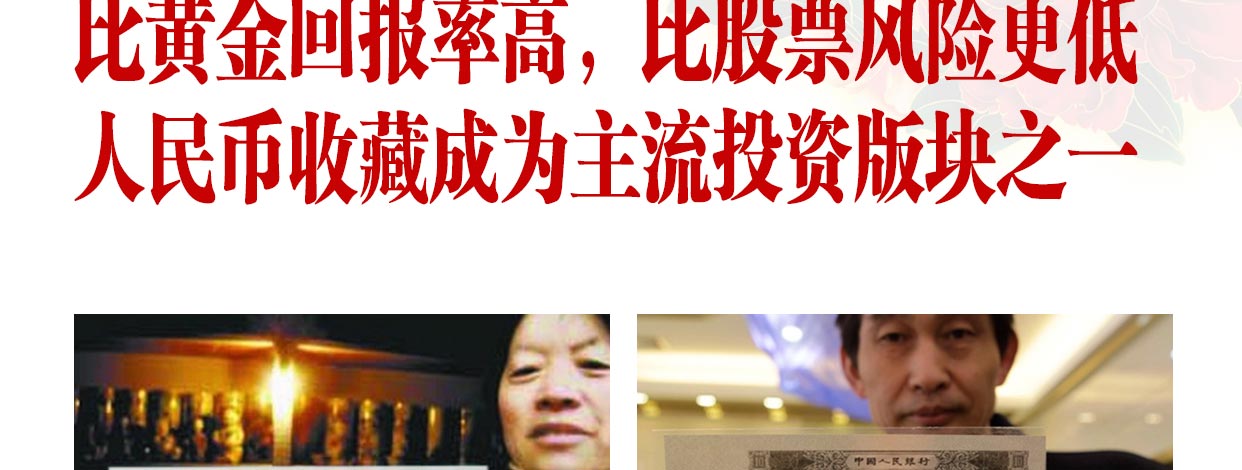 比黄金回报率高，比股票风险更低
人民币收藏成为主流投资版块之一
中国人民银行